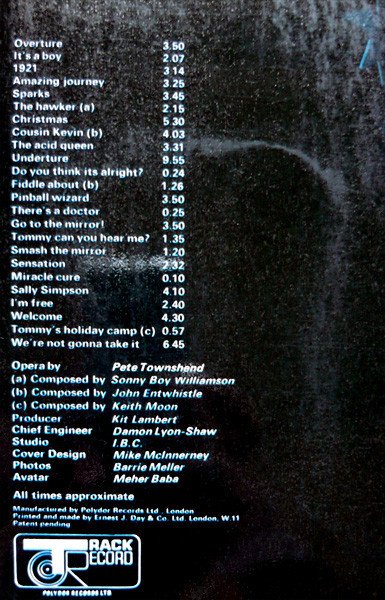 Overture 3.50
It's a boy 2.07
1921 3 14
Amazing journey 3.25
Sparks 3.45
The hawker (a) 2.15
Christmas 5 30
Cousin Kevin (b) 4.03
The acid queen 3.31
Underture 9.55
Do you think its alright? 0.24
Fiddle about (b) 1.26
Pinball wizard 3.50
There's a doctor 0.25
Go to the mirror! 3.50
Tommy can you hear me? 1.35
Smash the mirror 1.20
Sensation 2.32
Miracle cure 0.10
Sally Simpson 4 10
I'm free 2.40
Welcome 4.30
Tommy's holiday camp (c) 0.57
We're not gonna take it 6 45
Opera by Pete Townshend
(a) Composed by Sonny Boy Williamson
(b) Composed by John Entwhistle
(c) Composed by Keith Moon
Producer Kit Lambert
Chief Engineer Damon Lyon-Shaw
Studio I.B.C.
Cover Design Mike McInnerney
Photos Barrie Meller
Avatar Meher Baba
All times approximate
Manufactured by Polydor Records Ltd., London
Printed and made by Ernest J. Day & Co. Ltd. London, W.11
Patent pending
TRACK
RECORD
POLYDOR RECORDS LTD